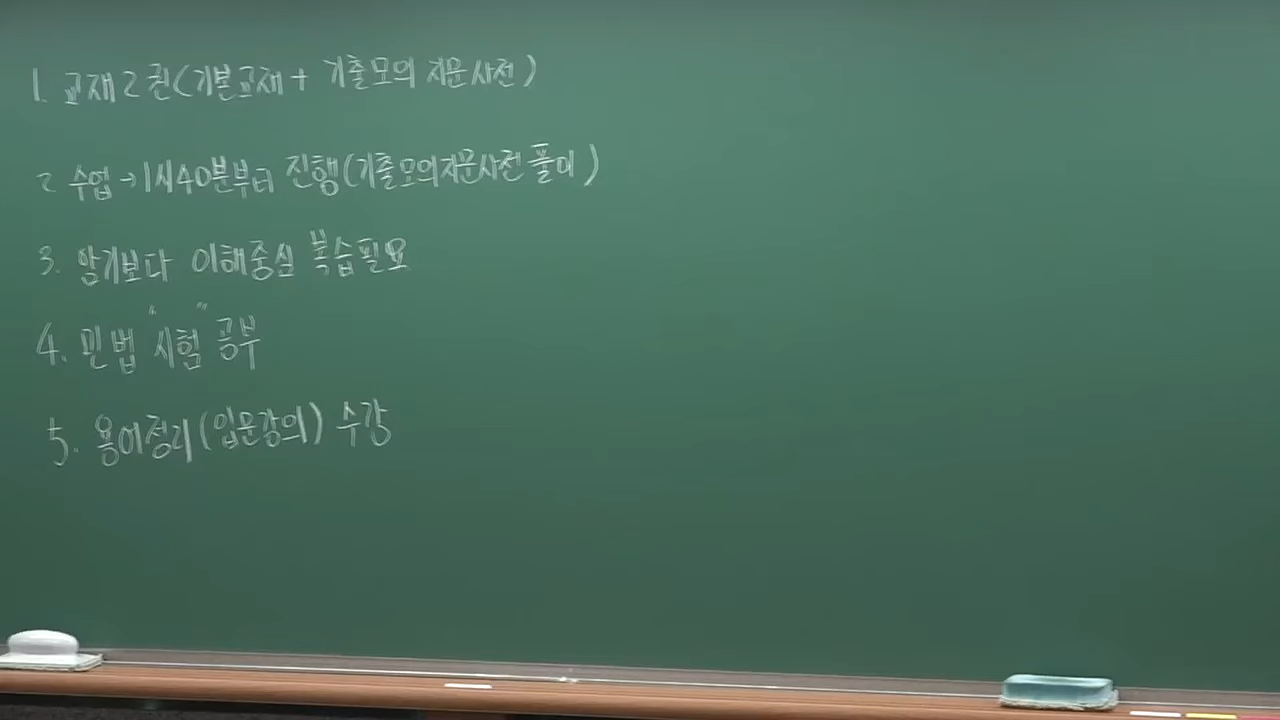 1. 교재 2권(기본교재 + 기출모의 지문사전)
2 수업 → 1시40분부터 진행(기출모의지문사전 풀이)
3. 암기보다 이해중심 복습필요
4. 민법 "시험" 공부
5. 용어정리(입문강의) 수강